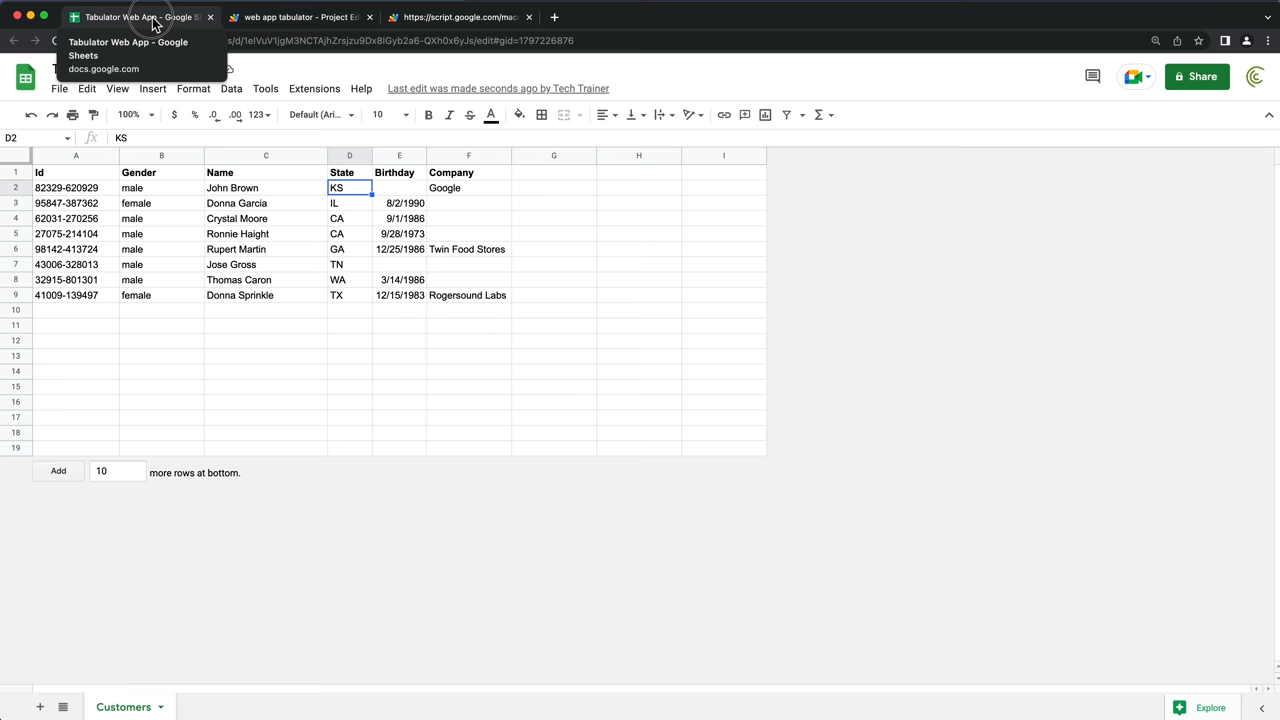 Tabulator Web App - Google S
web app tabulator - Project Edi
https://script.google.com/mac
s/d/1eIVuV1jgM3NCTAjhZrsjzu9Dx8IGyb2a6-QXh0x6yJs/edit#gid=1797226876
Tabulator Web App - Google
Sheets
docs.google.com
T
File Edit View Insert Format Data Tools Extensions Help Last edit was made seconds ago by Tech Trainer
Share
100% $ % .0 .00 123 Default (Ari... 10 B I S A
D2 fx KS
A B C D E F G H I
1 Id Gender Name State Birthday Company
2 82329-620929 male John Brown KS Google
3 95847-387362 female Donna Garcia IL 8/2/1990
4 62031-270256 male Crystal Moore CA 9/1/1986
5 27075-214104 male Ronnie Haight CA 9/28/1973
6 98142-413724 male Rupert Martin GA 12/25/1986 Twin Food Stores
7 43006-328013 male Jose Gross TN
8 32915-801301 male Thomas Caron WA 3/14/1986
9 41009-139497 female Donna Sprinkle TX 12/15/1983 Rogersound Labs
10
11
12
13
14
15
16
17
18
19
Add 10 more rows at bottom.
Customers
Explore